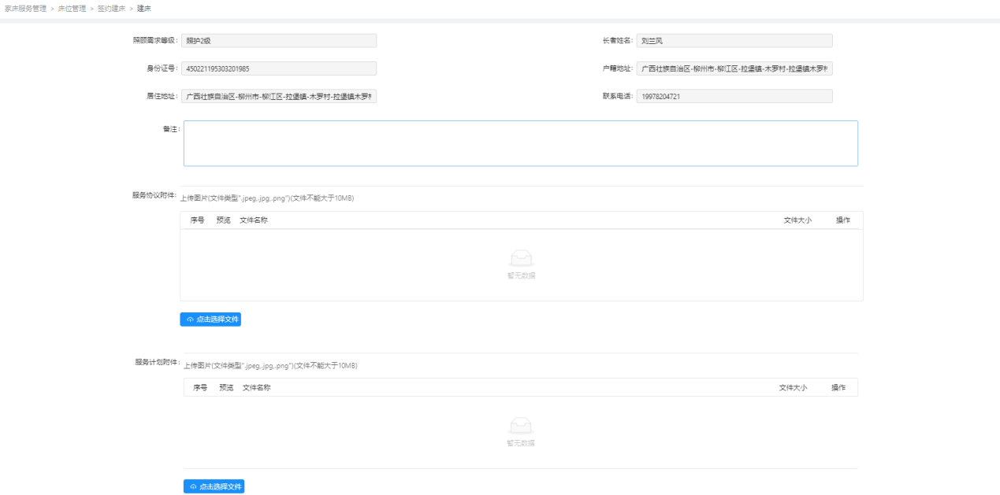 家床服务管理 > 床位管理 > 签约建床 > 建床
照顾需求等级: 照护2级 长者姓名: 刘兰风
身份证号: 450221195303201985 户籍地址: 广西壮族自治区-柳州市-柳江区-拉堡镇-木罗村-拉堡镇木罗村
居住地址: 广西壮族自治区-柳州市-柳江区-拉堡镇-木罗村-拉堡镇木罗村 联系电话: 19978204721
备注:
服务协议附件: 上传图片(文件类型".jpeg,.jpg,.png")(文件不能大于10MB)
序号 预览 文件名称 文件大小 操作
暂无数据
点击选择文件
服务计划附件: 上传图片(文件类型".jpeg,.jpg,.png")(文件不能大于10MB)
序号 预览 文件名称 文件大小 操作
暂无数据
点击选择文件